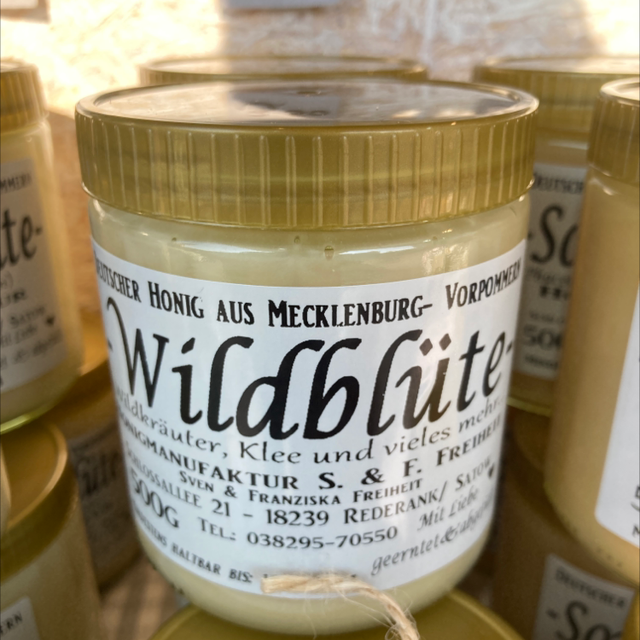 DEUTSCHER HONIG AUS MECKLENBURG- VORPOMMERN
-Wildblüte-
Wildkräuter, Klee und vieles mehr
HONIGMANUFAKTUR S. & F. FREIHEIT
SVEN & FRANZISKA FREIHEIT
SCHLOSSALLEE 21 - 18239 REDERANK/ SATOW
500G TEL: 038295-70550 Mit Liebe
geerntet
HALTBAR BIS: